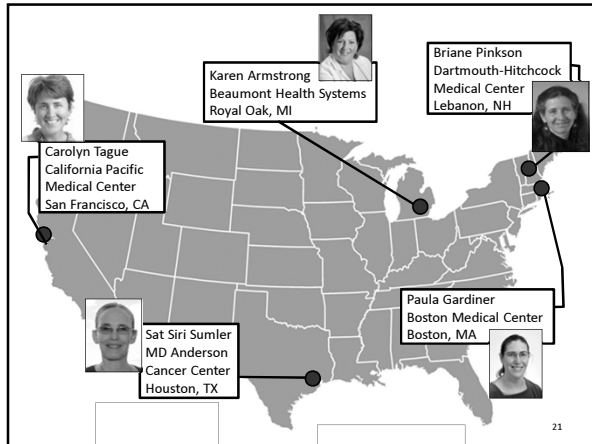 Karen Armstrong
Beaumont Health Systems
Royal Oak, MI
Briane Pinkson
Dartmouth-Hitchcock
Medical Center
Lebanon, NH
Carolyn Tague
California Pacific
Medical Center
San Francisco, CA
Paula Gardiner
Boston Medical Center
Boston, MA
Sat Siri Sumler
MD Anderson
Cancer Center
Houston, TX
21